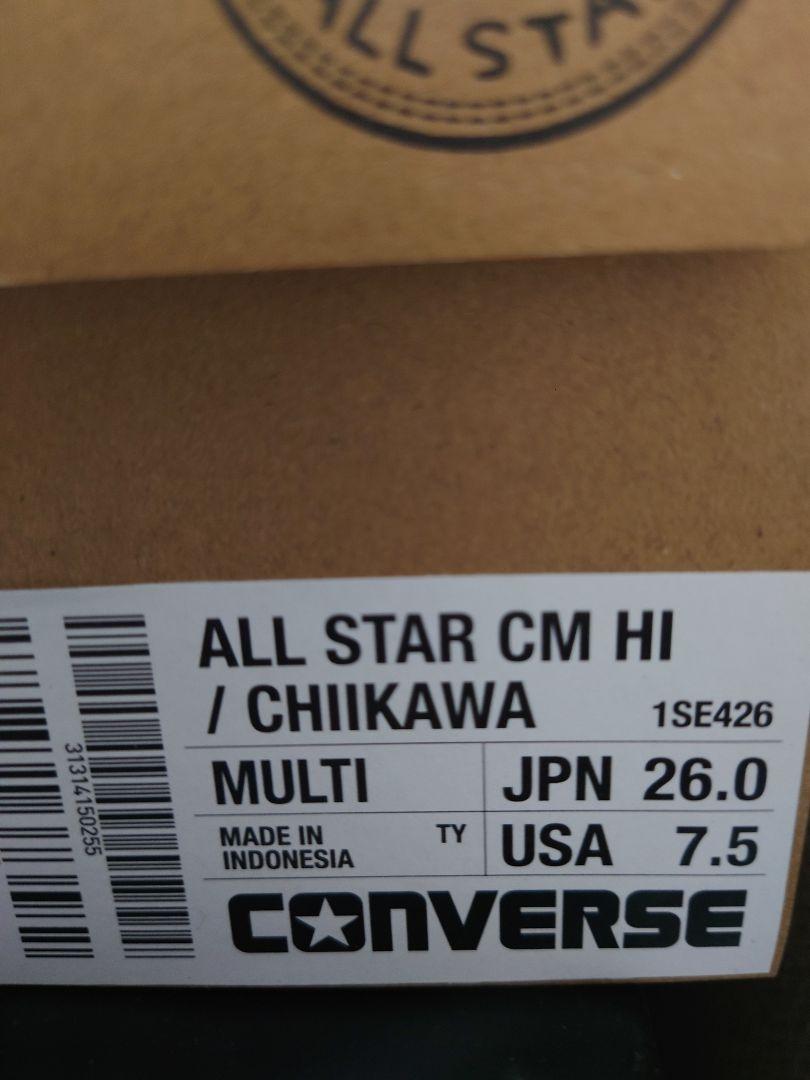 ALL STA
ALL STAR CM HI
/ CHIIKAWA 1SE426
MULTI JPN 26.0
MADE IN INDONESIA TY USA 7.5
CONVERSE
31314150255